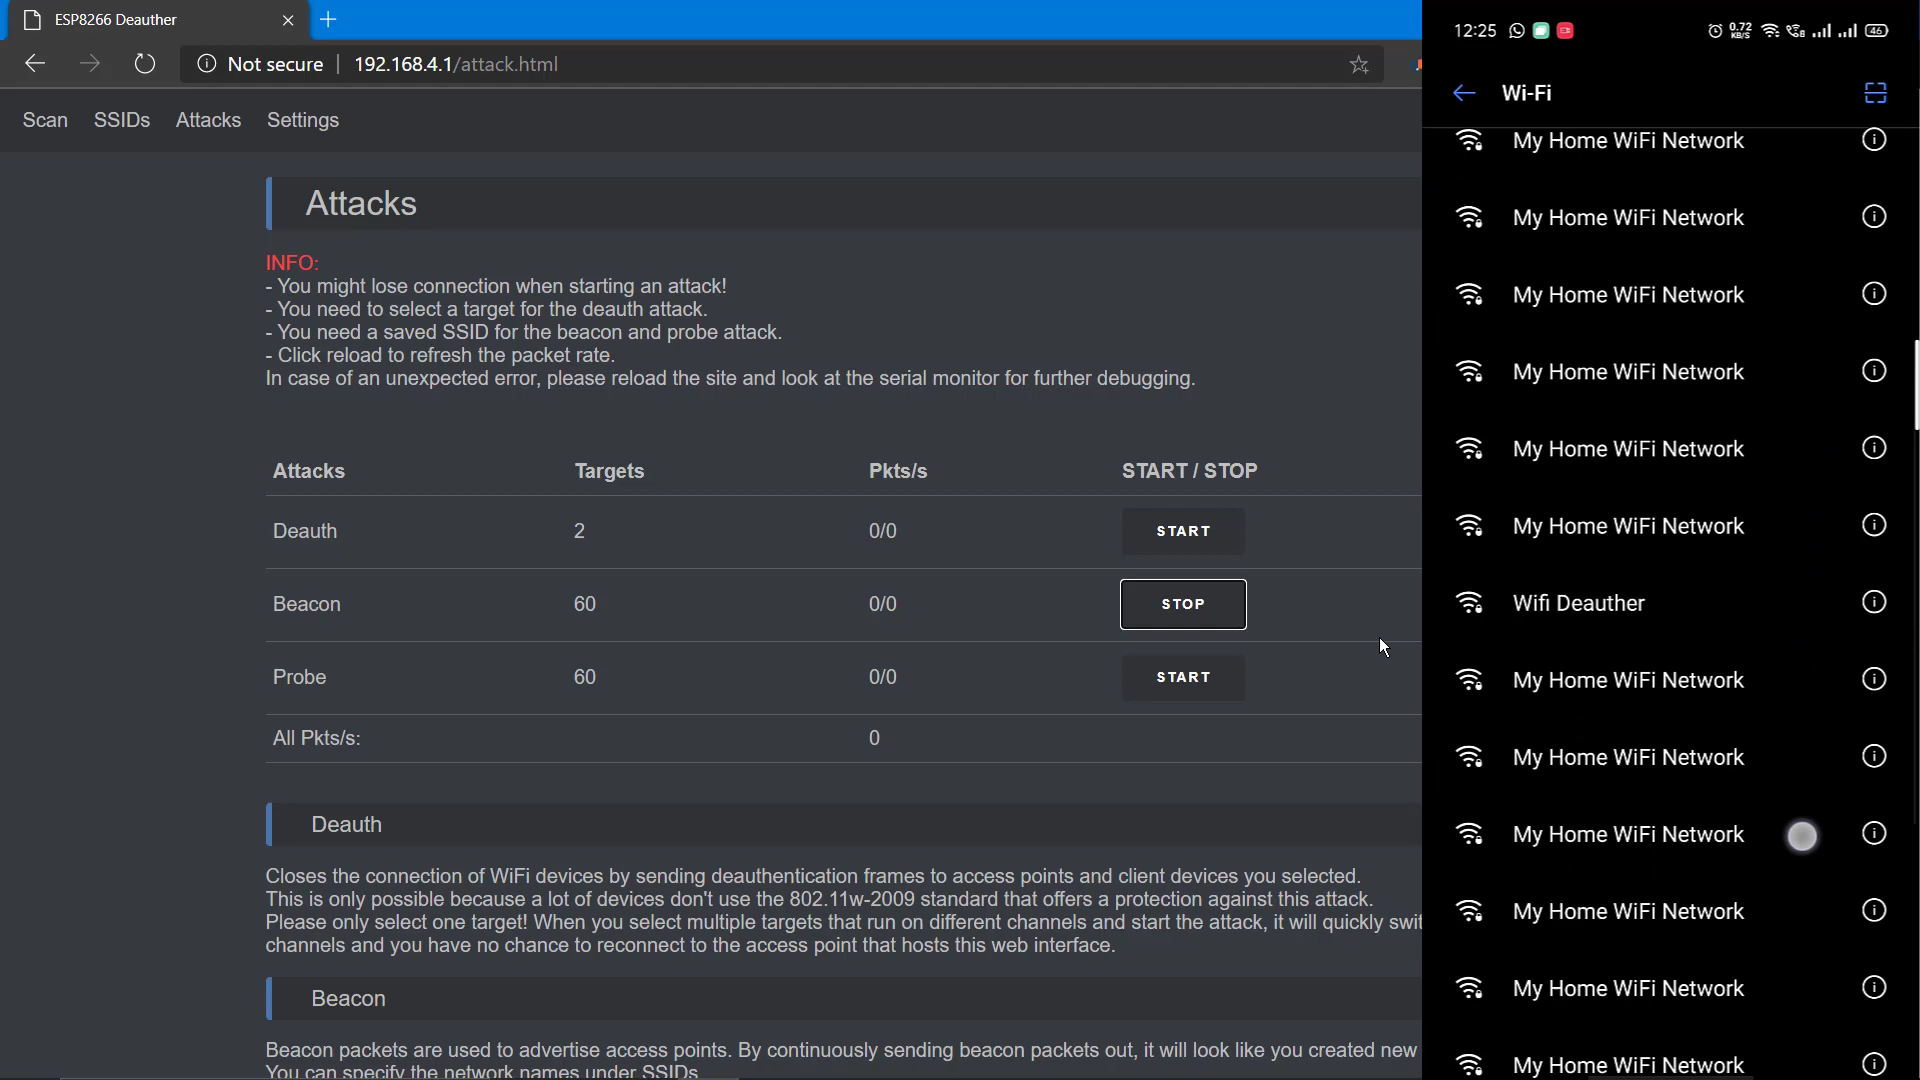 ESP8266 Deauther
Not secure | 192.168.4.1/attack.html
Scan SSIDs Attacks Settings
Attacks
INFO:
- You might lose connection when starting an attack!
- You need to select a target for the deauth attack.
- You need a saved SSID for the beacon and probe attack.
- Click reload to refresh the packet rate.
In case of an unexpected error, please reload the site and look at the serial monitor for further debugging.
Attacks Targets Pkts/s START / STOP
Deauth 2 0/0 START
Beacon 60 0/0 STOP
Probe 60 0/0 START
All Pkts/s: 0
Deauth
Closes the connection of WiFi devices by sending deauthentication frames to access points and client devices you selected.
This is only possible because a lot of devices don't use the 802.11w-2009 standard that offers a protection against this attack.
Please only select one target! When you select multiple targets that run on different channels and start the attack, it will quickly swit
channels and you have no chance to reconnect to the access point that hosts this web interface.
Beacon
Beacon packets are used to advertise access points. By continuously sending beacon packets out, it will look like you created new
You can specify the network names under SSIDs
12:25 0.72 KB/S 46
Wi-Fi
My Home WiFi Network
My Home WiFi Network
My Home WiFi Network
My Home WiFi Network
My Home WiFi Network
My Home WiFi Network
Wifi Deauther
My Home WiFi Network
My Home WiFi Network
My Home WiFi Network
My Home WiFi Network
My Home WiFi Network
My Home WiFi Network